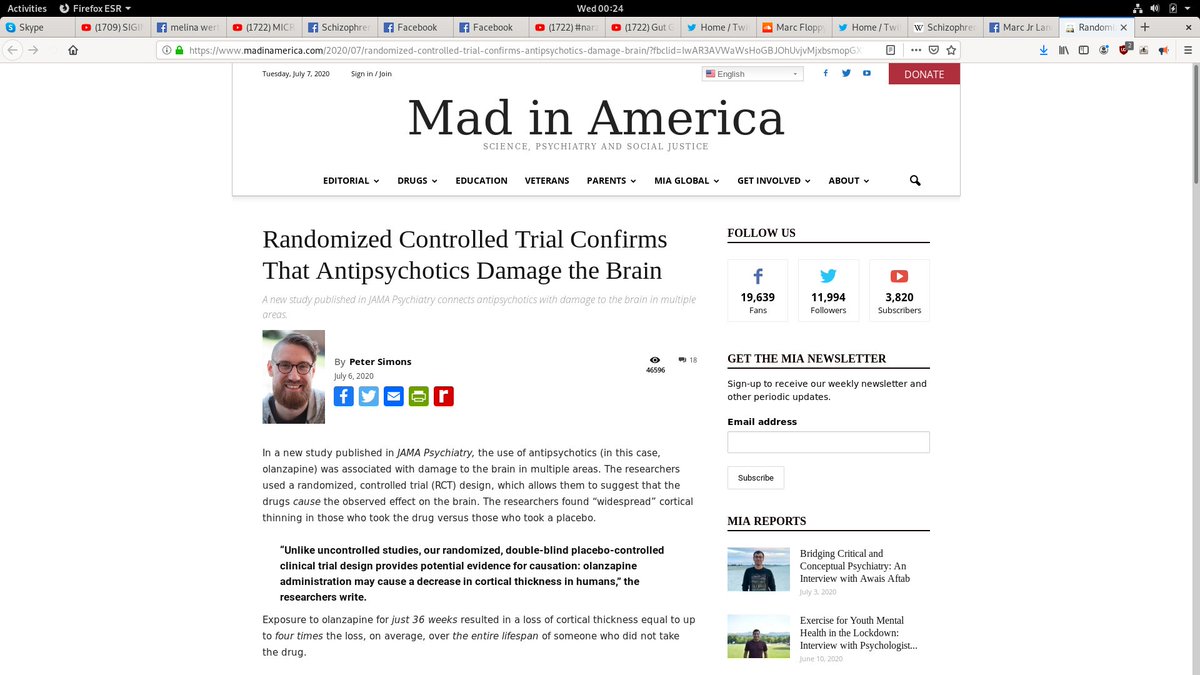 Activities Firefox ESR Wed 00:24
Skype (1709) SIGI melina wer (1722) MICR Schizophren Facebook Facebook (1722) #nar (1722) Gut G Home / Twi Marc Flopp Home / Twi Schizophren Marc Jr Lan Randomi
https://www.madinamerica.com/2020/07/randomized-controlled-trial-confirms-antipsychotics-damage-brain/?fbclid=
Tuesday, July 7, 2020 Sign in / Join English DONATE
Mad in America
SCIENCE, PSYCHIATRY AND SOCIAL JUSTICE
EDITORIAL DRUGS EDUCATION VETERANS PARENTS MIA GLOBAL GET INVOLVED ABOUT
Randomized Controlled Trial Confirms
That Antipsychotics Damage the Brain
A new study published in JAMA Psychiatry connects antipsychotics with damage to the brain in multiple
areas.
By Peter Simons
July 6, 2020
46596
18
In a new study published in JAMA Psychiatry, the use of antipsychotics (in this case,
olanzapine) was associated with damage to the brain in multiple areas. The researchers
used a randomized, controlled trial (RCT) design, which allows them to suggest that the
drugs cause the observed effect on the brain. The researchers found “widespread” cortical
thinning in those who took the drug versus those who took a placebo.
“Unlike uncontrolled studies, our randomized, double-blind placebo-controlled
clinical trial design provides potential evidence for causation: olanzapine
administration may cause a decrease in cortical thickness in humans,” the
researchers write.
Exposure to olanzapine for just 36 weeks resulted in a loss of cortical thickness equal to up
to four times the loss, on average, over the entire lifespan of someone who did not take
the drug.
FOLLOW US
19,639 11,994 3,820
Fans Followers Subscribers
GET THE MIA NEWSLETTER
Sign-up to receive our weekly newsletter and
other periodic updates.
Email address
Subscribe
MIA REPORTS
Bridging Critical and
Conceptual Psychiatry: An
Interview with Awais Aftab
July 3, 2020
Exercise for Youth Mental
Health in the Lockdown:
Interview with Psychologist...
June 10, 2020